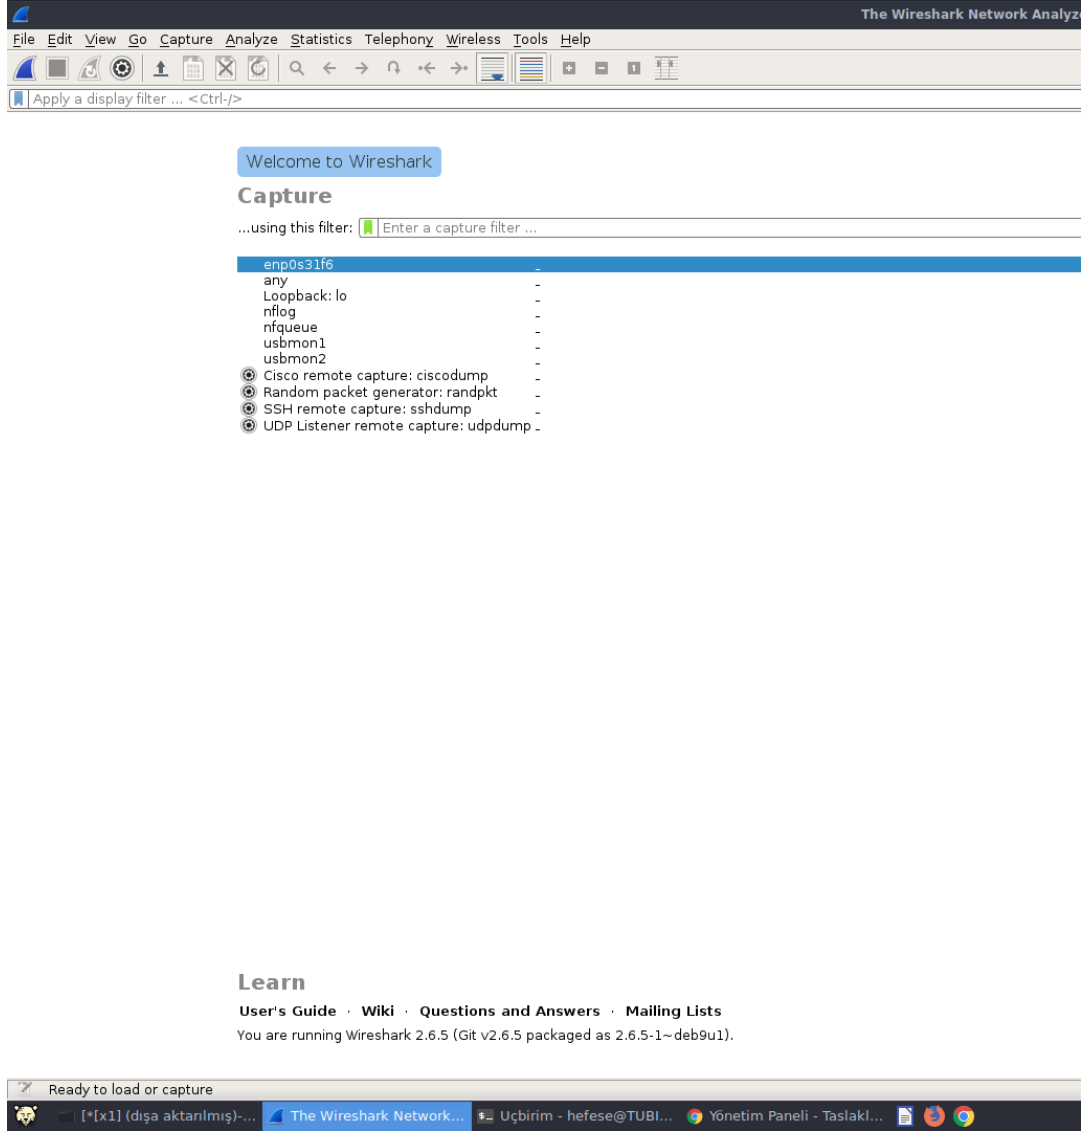 The Wireshark Network Analyze
File Edit View Go Capture Analyze Statistics Telephony Wireless Tools Help
Apply a display filter ... <Ctrl-/>
Welcome to Wireshark
Capture
...using this filter: Enter a capture filter ...
enp0s31f6
any
Loopback: lo
nflog
nfqueue
usbmon1
usbmon2
Cisco remote capture: ciscodump
Random packet generator: randpkt
SSH remote capture: sshdump
UDP Listener remote capture: udpdump
Learn
User's Guide · Wiki · Questions and Answers · Mailing Lists
You are running Wireshark 2.6.5 (Git v2.6.5 packaged as 2.6.5-1~deb9u1).
Ready to load or capture
[*[x1] (dışa aktarılmış)-... The Wireshark Network... Uçbirim - hefese@TUBI... Yönetim Paneli - Taslakl...